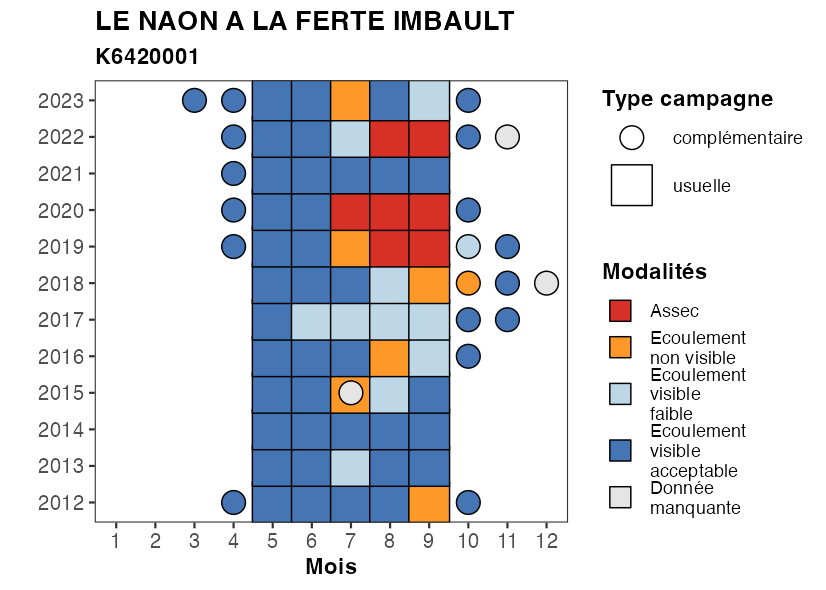 LE NAON A LA FERTE IMBAULT
K6420001
2023
2022
2021
2020
2019
2018
2017
2016
2015
2014
2013
2012
1 2 3 4 5 6 7 8 9 10 11 12
Mois
Type campagne
complémentaire
usuelle
Modalités
Assec
Ecoulement
non visible
Ecoulement
visible
faible
Ecoulement
visible
acceptable
Donnée
manquante